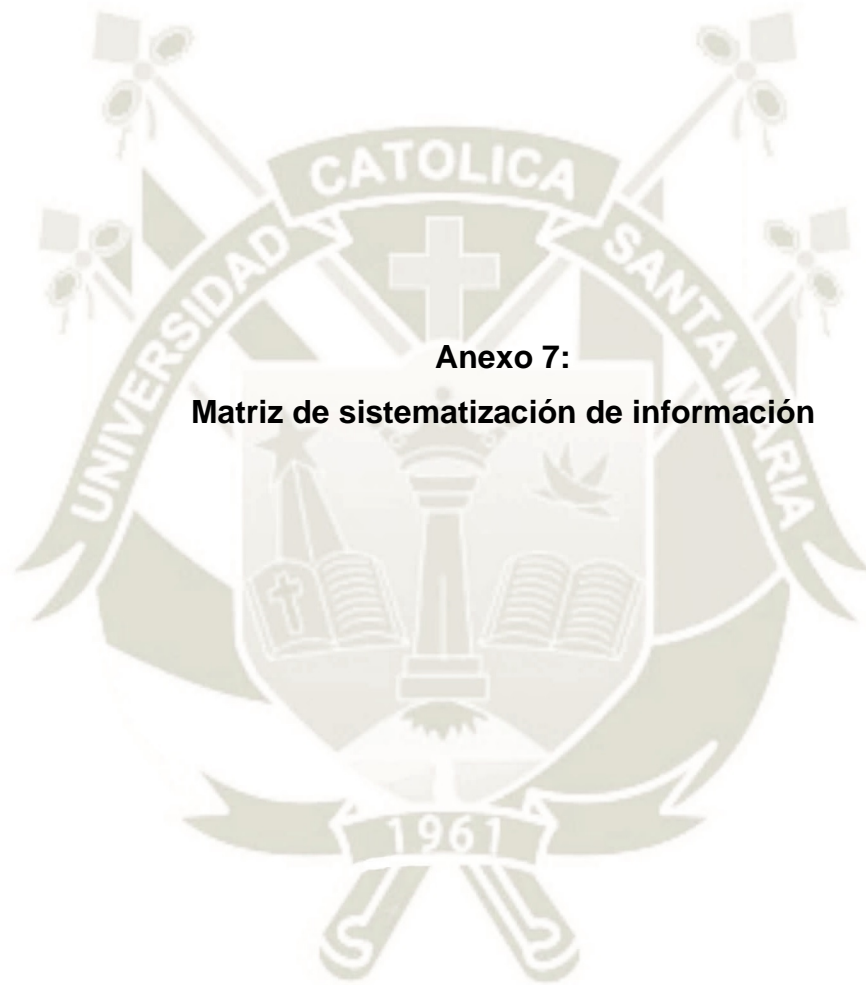 CATOLICA
UNIVERSIDAD
SANTA MARIA
Anexo 7:
Matriz de sistematización de información
1961